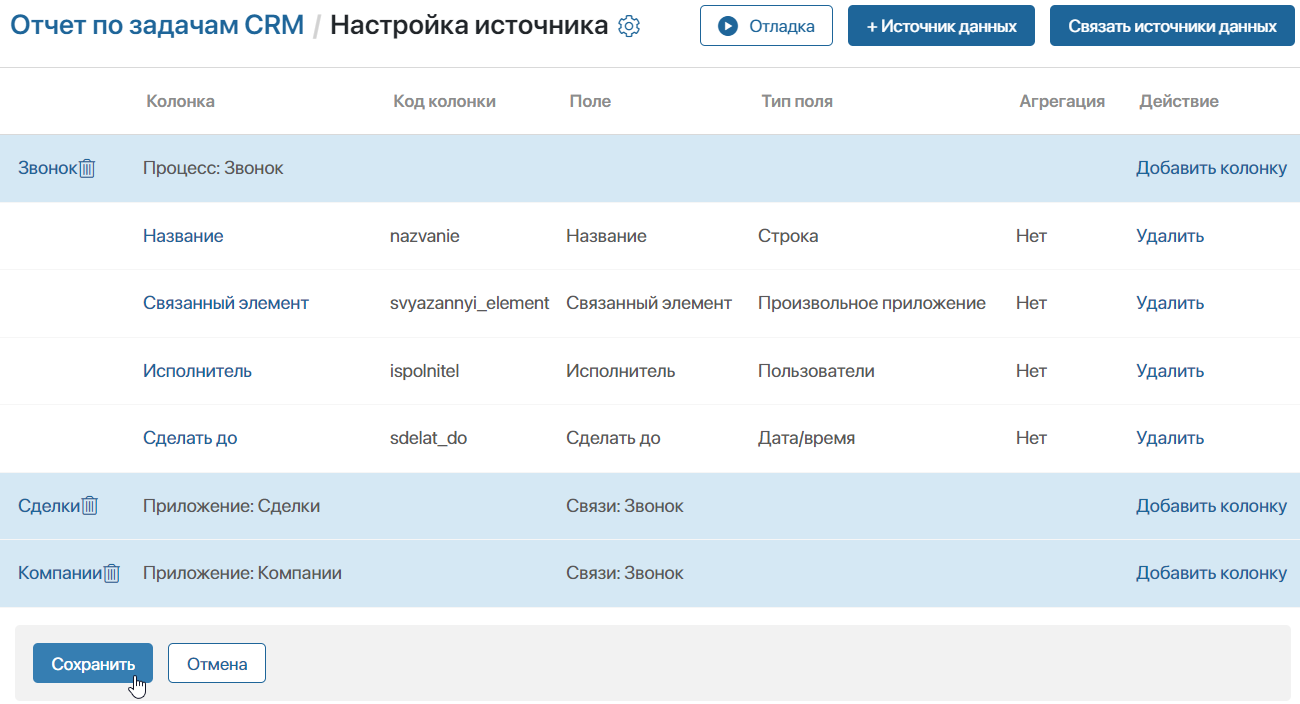 Отчет по задачам CRM / Настройка источника Отладка + Источник данных Связать источники данных
Колонка Код колонки Поле Тип поля Агрегация Действие
Звонок Процесс: Звонок Добавить колонку
Название nazvanie Название Строка Нет Удалить
Связанный элемент svyazannyi_element Связанный элемент Произвольное приложение Нет Удалить
Исполнитель ispolnitel Исполнитель Пользователи Нет Удалить
Сделать до sdelat_do Сделать до Дата/время Нет Удалить
Сделки Приложение: Сделки Связи: Звонок Добавить колонку
Компании Приложение: Компании Связи: Звонок Добавить колонку
Сохранить Отмена